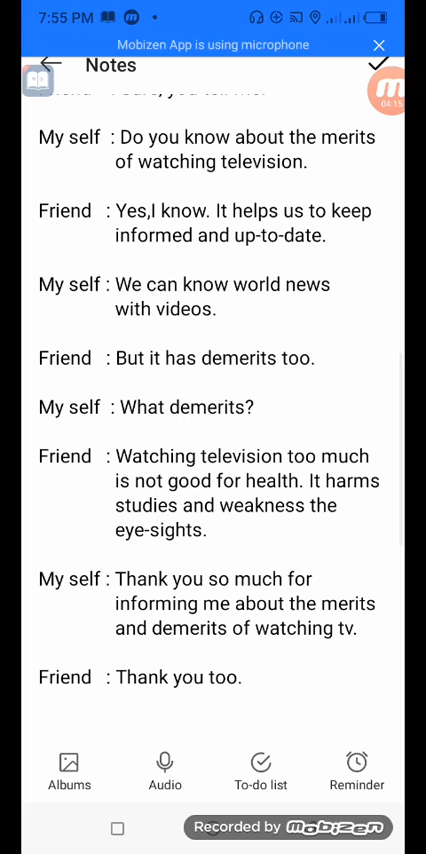 7:55 PM
Mobizen App is using microphone
Notes
04:15
My self : Do you know about the merits
of watching television.
Friend : Yes,I know. It helps us to keep
informed and up-to-date.
My self : We can know world news
with videos.
Friend : But it has demerits too.
My self : What demerits?
Friend : Watching television too much
is not good for health. It harms
studies and weakness the
eye-sights.
My self : Thank you so much for
informing me about the merits
and demerits of watching tv.
Friend : Thank you too.
Albums Audio To-do list Reminder
Recorded by mobizen